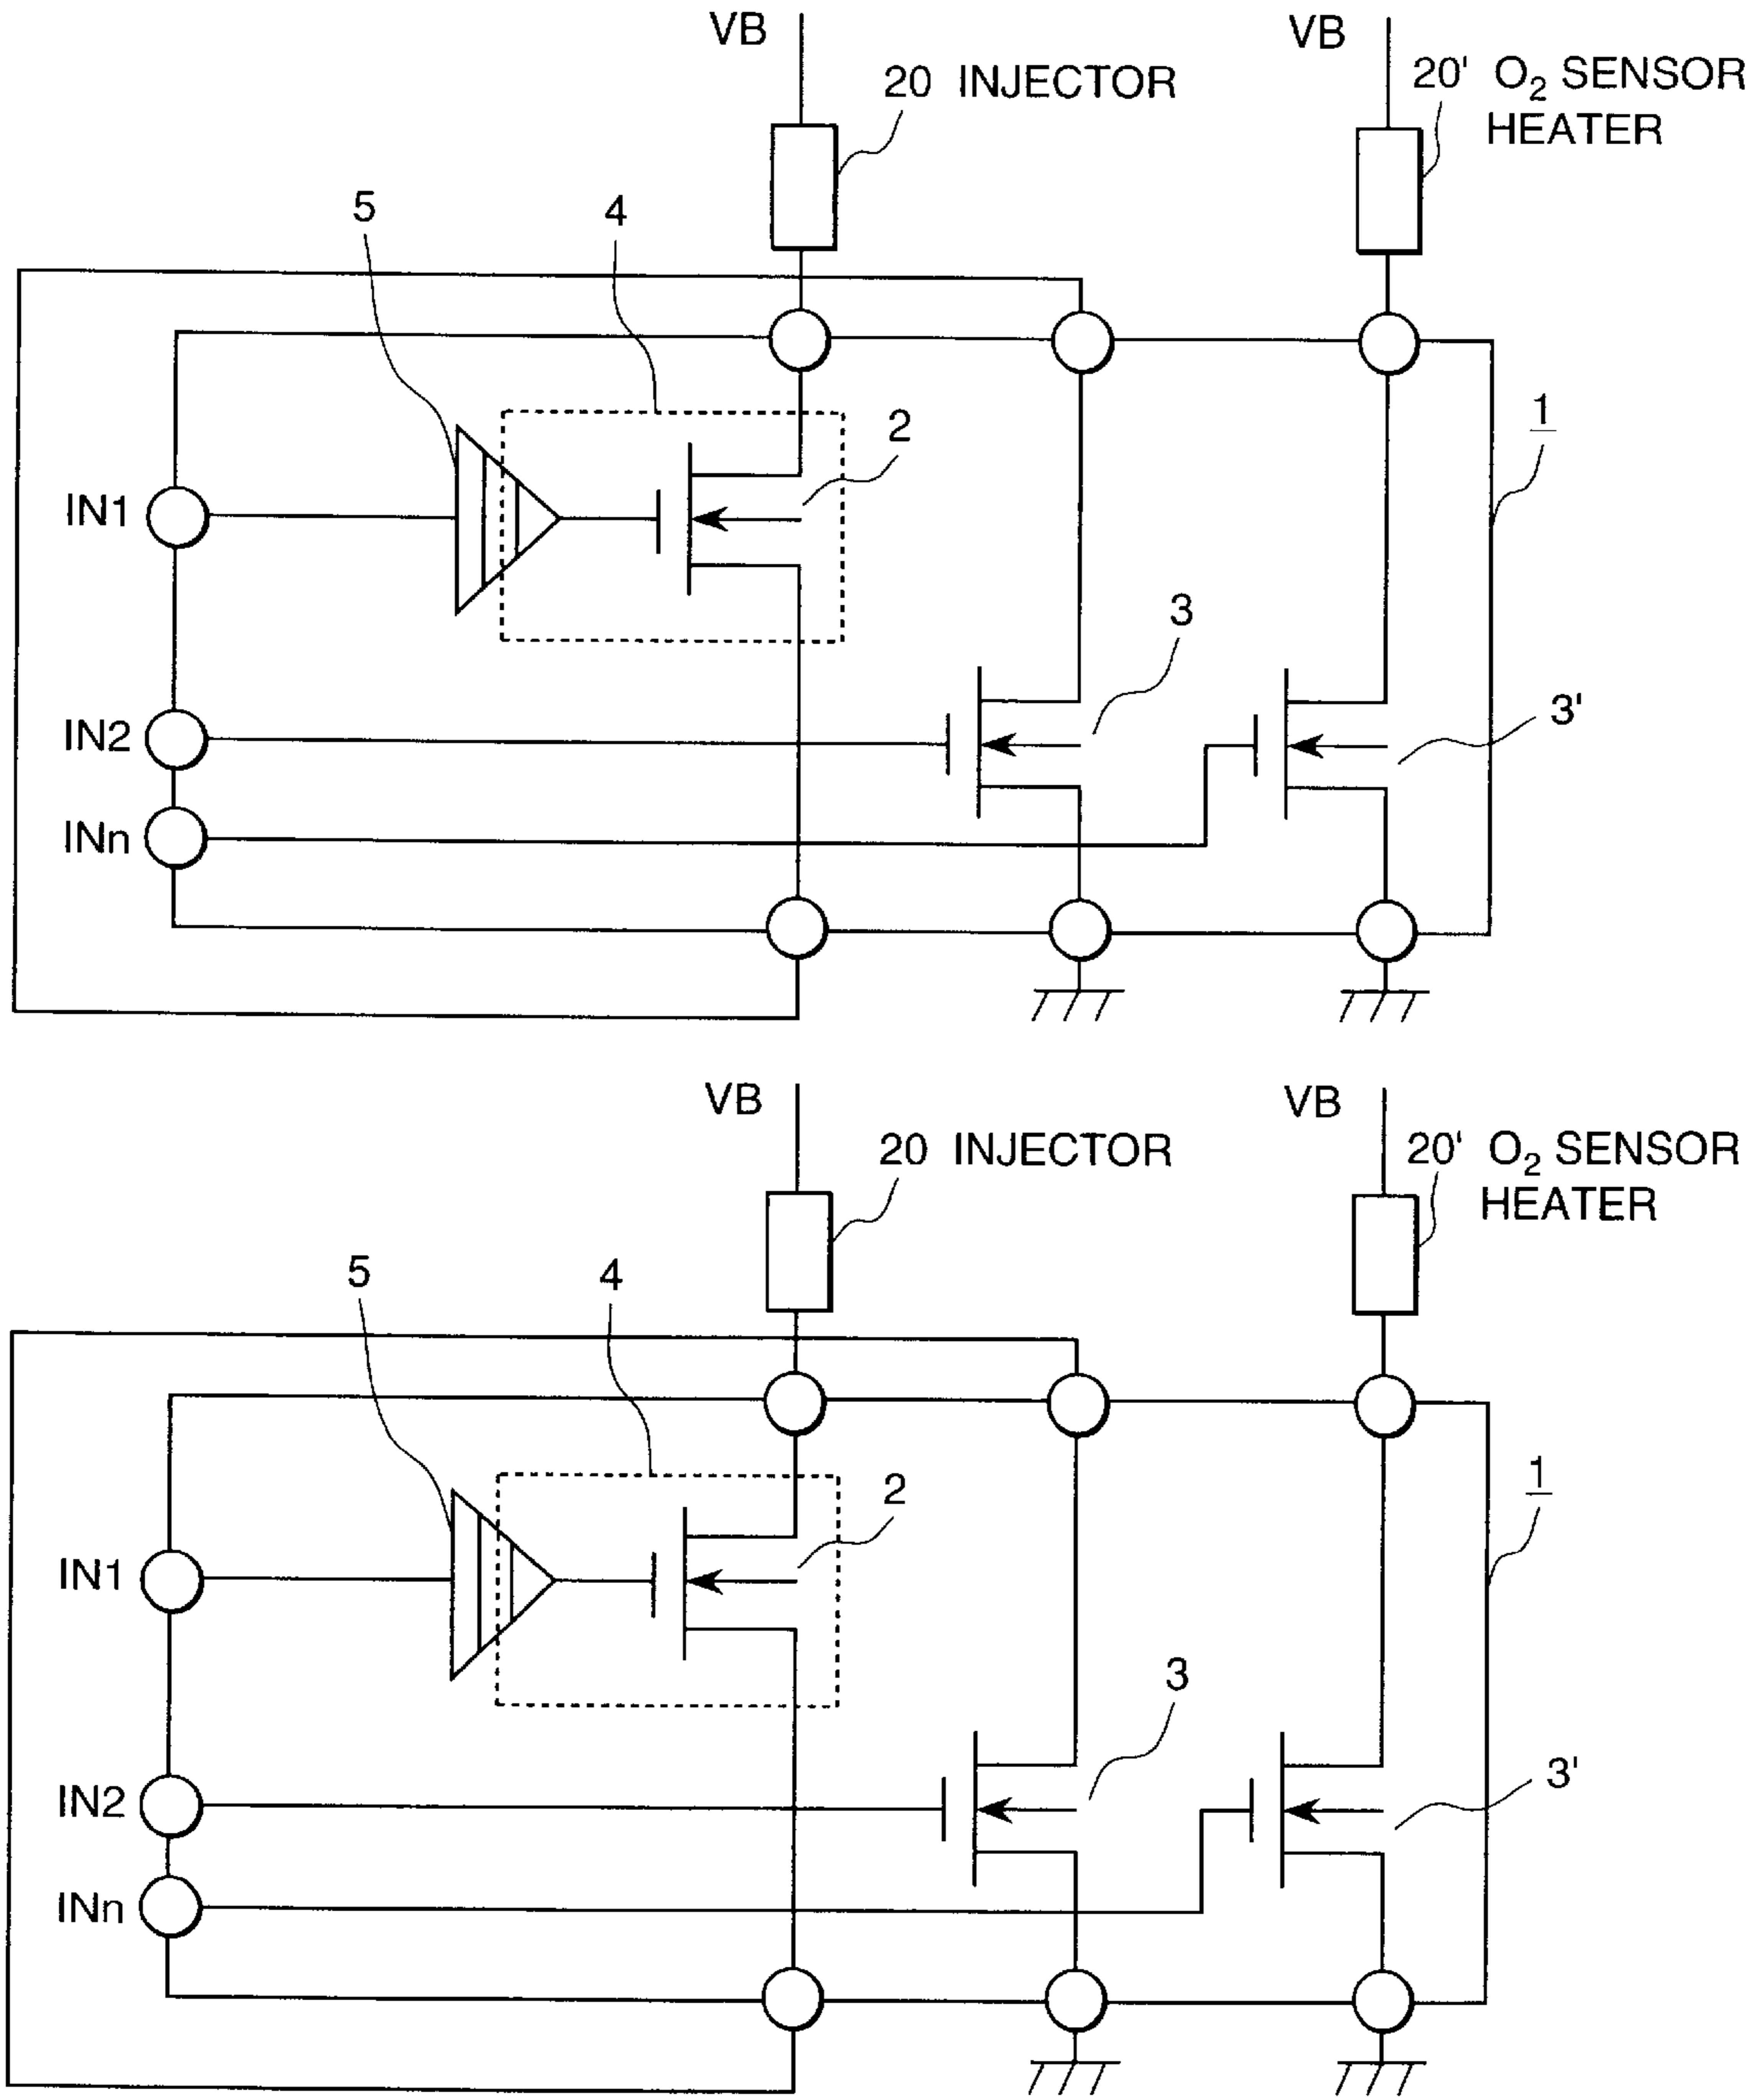 VB
VB
20 INJECTOR
20' O₂ SENSOR
HEATER
5
4
2
1
IN1
3
3'
IN2
INn
VB
VB
20 INJECTOR
20' O₂ SENSOR
HEATER
5
4
2
1
IN1
3
3'
IN2
INn